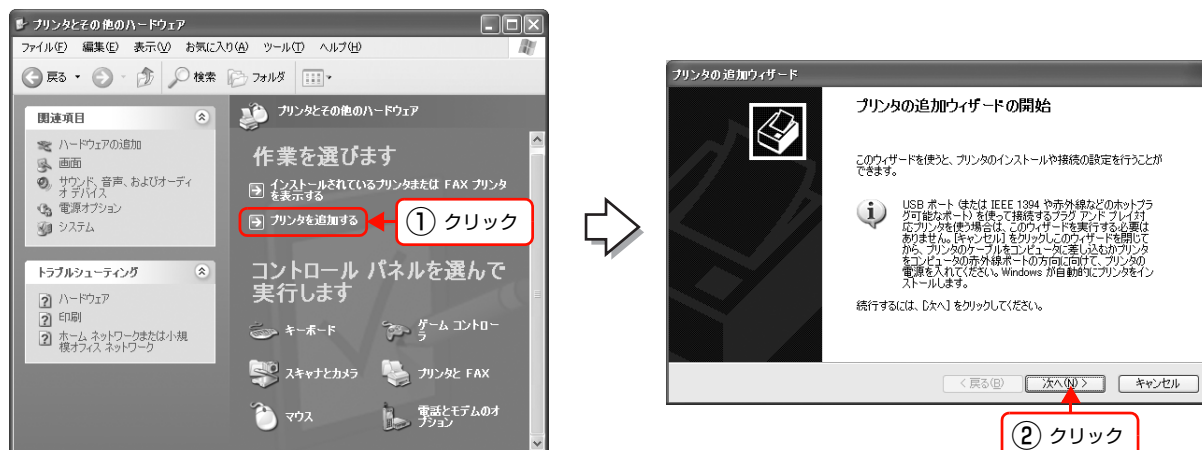 プリンタとその他のハードウェア
ファイル(F) 編集(E) 表示(V) お気に入り(A) ツール(T) ヘルプ(H)
戻る 検索 フォルダ
関連項目
ハードウェアの追加
画面
サウンド、音声、およびオーディ
オ デバイス
電源オプション
システム
トラブルシューティング
ハードウェア
印刷
ホーム ネットワークまたは小規
模オフィス ネットワーク
プリンタとその他のハードウェア
作業を選びます
インストールされているプリンタまたは FAX プリンタ
を表示する
プリンタを追加する
① クリック
コントロール パネルを選んで
実行します
キーボード
ゲーム コントロー
ラ
スキャナとカメラ
プリンタと FAX
マウス
電話とモデムのオ
プション
プリンタの追加ウィザード
プリンタの追加ウィザードの開始
このウィザードを使うと、プリンタのインストールや接続の設定を行うことが
できます。
USB ポート (または IEEE 1394 や赤外線などのホットプラ
グ可能なポート) を使って接続するプラグ アンド プレイ対
応プリンタを使う場合は、このウィザードを実行する必要は
ありません。[キャンセル] をクリックしこのウィザードを閉じて
から、プリンタのケーブルをコンピュータに差し込むかプリンタ
をコンピュータの赤外線ポートの方向に向けて、プリンタの
電源を入れてください。Windows が自動的にプリンタをイン
ストールします。
続行するには、[次へ] をクリックしてください。
< 戻る(B) 次へ(N) > キャンセル
② クリック